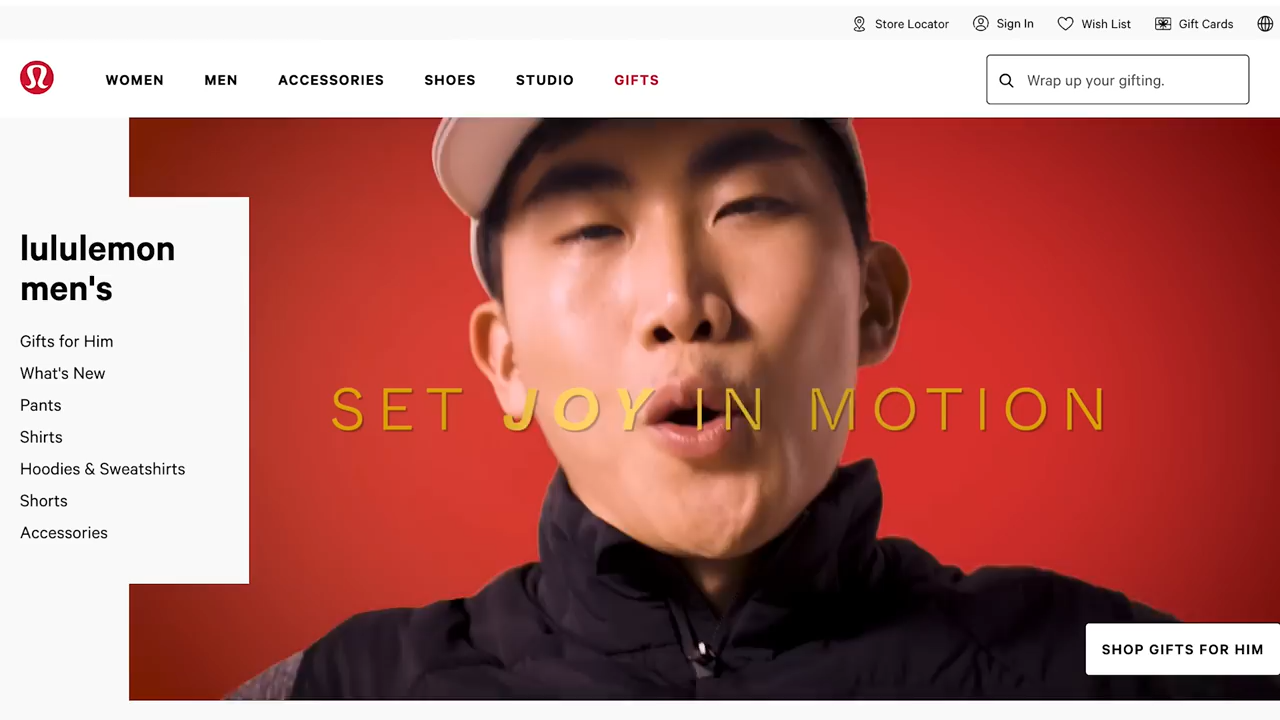 Store Locator Sign In Wish List Gift Cards
WOMEN MEN ACCESSORIES SHOES STUDIO GIFTS
Wrap up your gifting.
lululemon
men's
Gifts for Him
What's New
Pants
Shirts
Hoodies & Sweatshirts
Shorts
Accessories
SET JOY IN MOTION
SHOP GIFTS FOR HIM